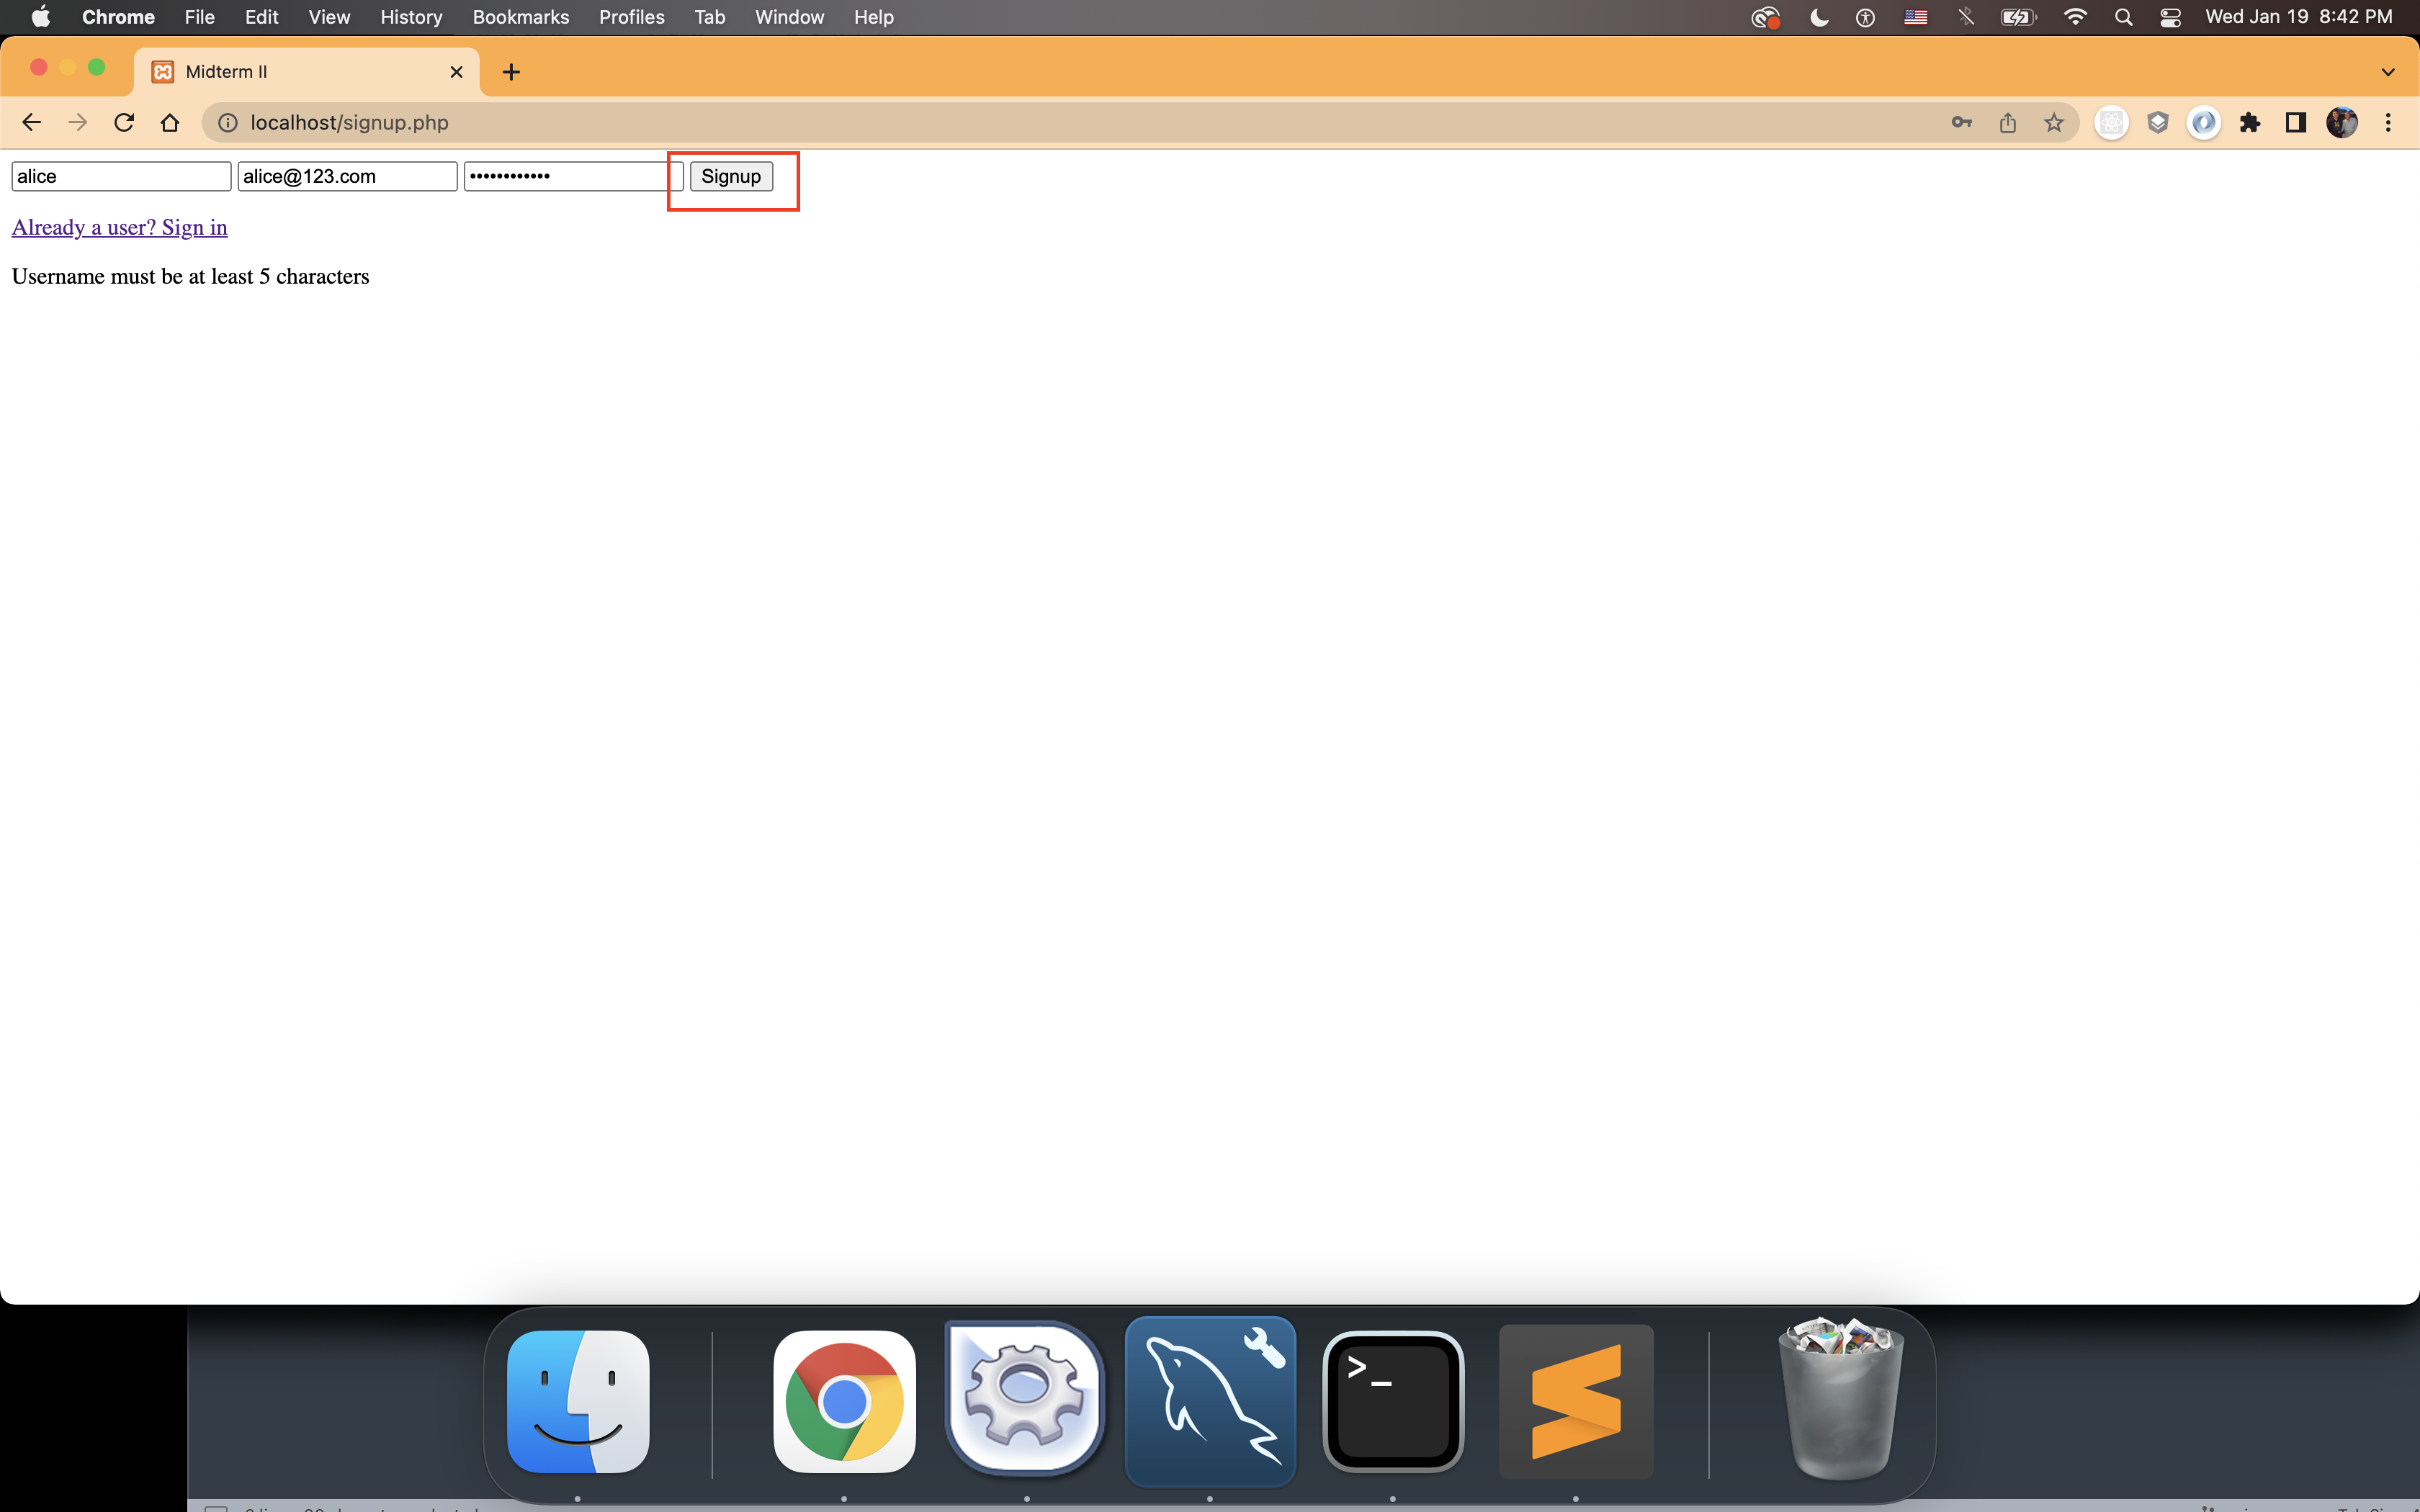 Chrome File Edit View History Bookmarks Profiles Tab Window Help Wed Jan 19 8:42 PM
Midterm II
localhost/signup.php
alice alice@123.com •••••••••••• Signup
Already a user? Sign in
Username must be at least 5 characters
>_